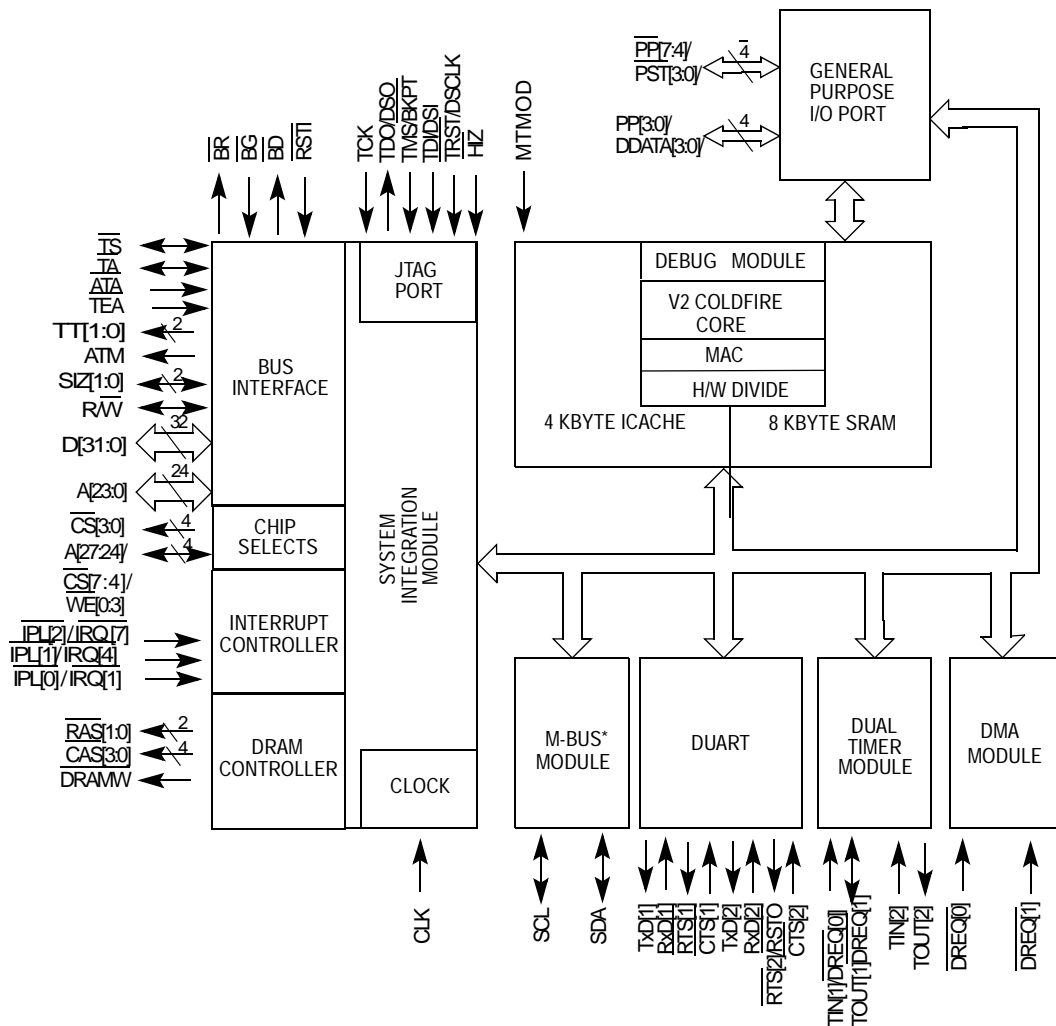 PP[7:4]/
PST[3:0]/
4
GENERAL
PURPOSE
I/O PORT
PP[3:0]/
DDATA[3:0]/
4
BR
BG
BD
RSTI
TCK
TDO/DSO
TMS/BKPT
TDI/DSI
TRST/DSCLK
HIZ
MTMOD
TS
TA
ATA
TEA
TT[1:0]
2
ATM
SIZ[1:0]
2
R/W
D[31:0]
32
A[23:0]
24
CS[3:0]
4
A[27:24]/
4
CS[7:4]/
WE[0:3]
IPL[2]/IRQ[7]
IPL[1]/IRQ[4]
IPL[0]/IRQ[1]
RAS[1:0]
2
CAS[3:0]
4
DRAMW
BUS
INTERFACE
CHIP
SELECTS
INTERRUPT
CONTROLLER
DRAM
CONTROLLER
JTAG
PORT
SYSTEM
INTEGRATION
MODULE
CLOCK
DEBUG MODULE
V2 COLDFIRE
CORE
MAC
H/W DIVIDE
4 KBYTE ICACHE
8 KBYTE SRAM
M-BUS*
MODULE
DUART
DUAL
TIMER
MODULE
DMA
MODULE
CLK
SCL
SDA
TxD[1]
RxD[1]
RTS[1]
CTS[1]
TxD[2]
RxD[2]
RTS[2]/RSTO
CTS[2]
TIN[1]/DREQ[0]
TOUT[1]DREQ[1]
TIN[2]
TOUT[2]
DREQ[0]
DREQ[1]